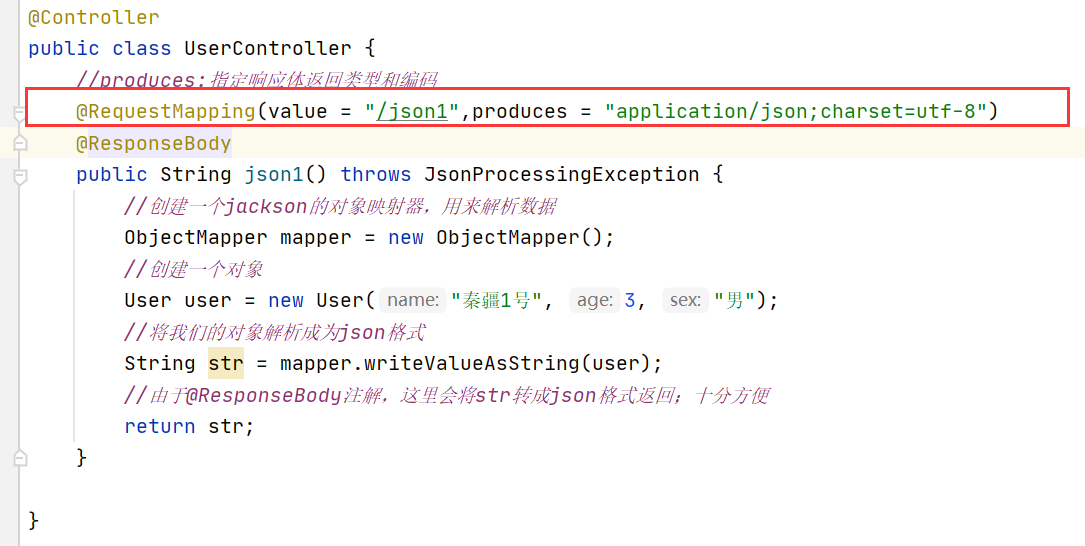 @Controller
public class UserController {
//produces:指定响应体返回类型和编码
@RequestMapping(value = "/json1",produces = "application/json;charset=utf-8")
@ResponseBody
public String json1() throws JsonProcessingException {
//创建一个jackson的对象映射器，用来解析数据
ObjectMapper mapper = new ObjectMapper();
//创建一个对象
User user = new User( name: "秦疆1号", age: 3, sex: "男");
//将我们的对象解析成为json格式
String str = mapper.writeValueAsString(user);
//由于@ResponseBody注解，这里会将str转成json格式返回；十分方便
return str;
}
}